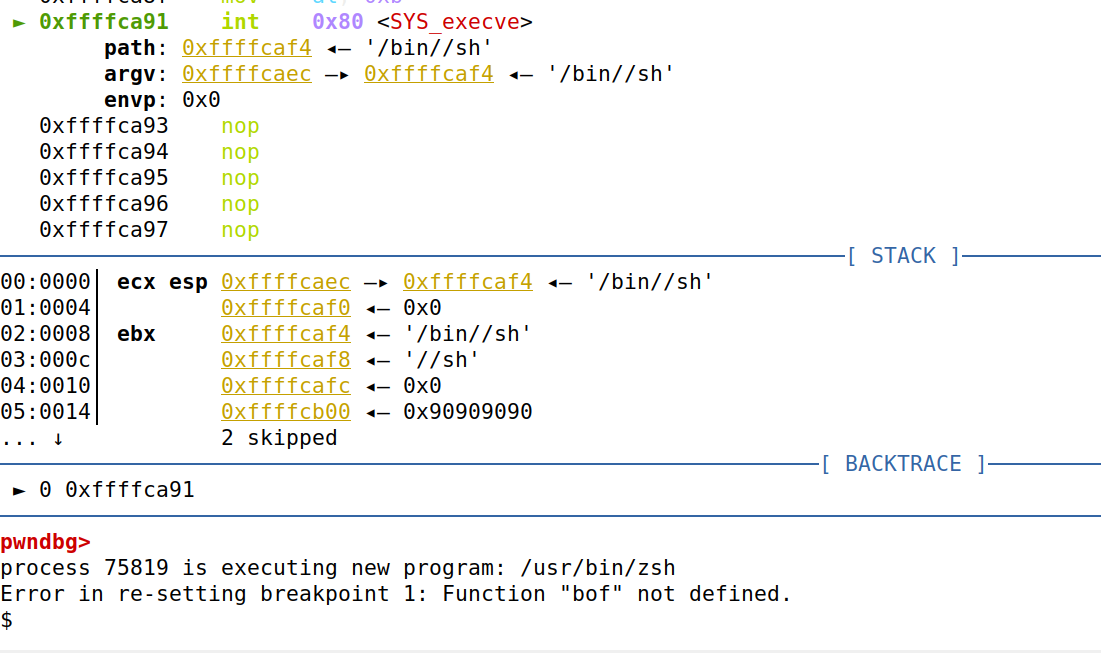 ► 0xffffca91    int    0x80 <SYS_execve>
path: 0xffffcaf4 ◂— '/bin//sh'
argv: 0xffffcaec —▸ 0xffffcaf4 ◂— '/bin//sh'
envp: 0x0
0xffffca93    nop
0xffffca94    nop
0xffffca95    nop
0xffffca96    nop
0xffffca97    nop
[ STACK ]
00:0000│ ecx esp 0xffffcaec —▸ 0xffffcaf4 ◂— '/bin//sh'
01:0004│         0xffffcaf0 ◂— 0x0
02:0008│ ebx     0xffffcaf4 ◂— '/bin//sh'
03:000c│         0xffffcaf8 ◂— '//sh'
04:0010│         0xffffcafc ◂— 0x0
05:0014│         0xffffcb00 ◂— 0x90909090
... ↓            2 skipped
[ BACKTRACE ]
► 0 0xffffca91
pwndbg>
process 75819 is executing new program: /usr/bin/zsh
Error in re-setting breakpoint 1: Function "bof" not defined.
$